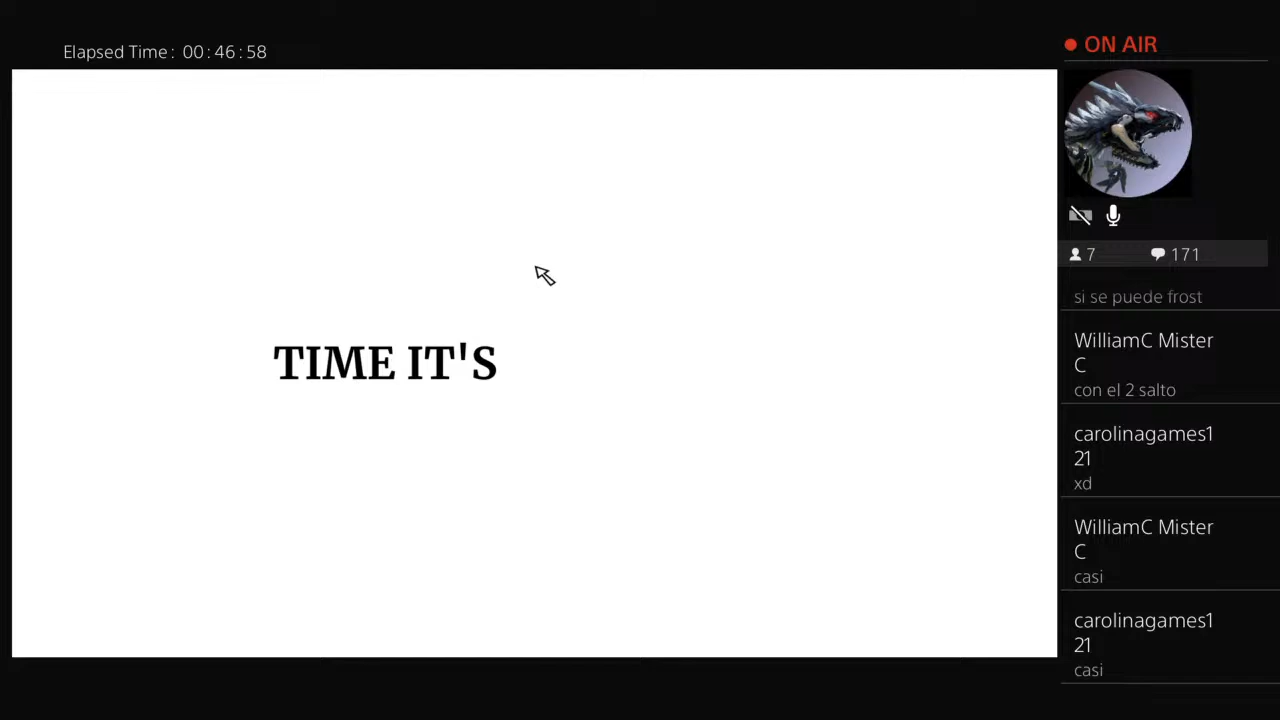 Elapsed Time: 00:46:58
ON AIR
7 171
TIME IT'S
si se puede frost
WilliamC Mister
C
con el 2 salto
carolinagames1
21
xd
WilliamC Mister
C
casi
carolinagames1
21
casi